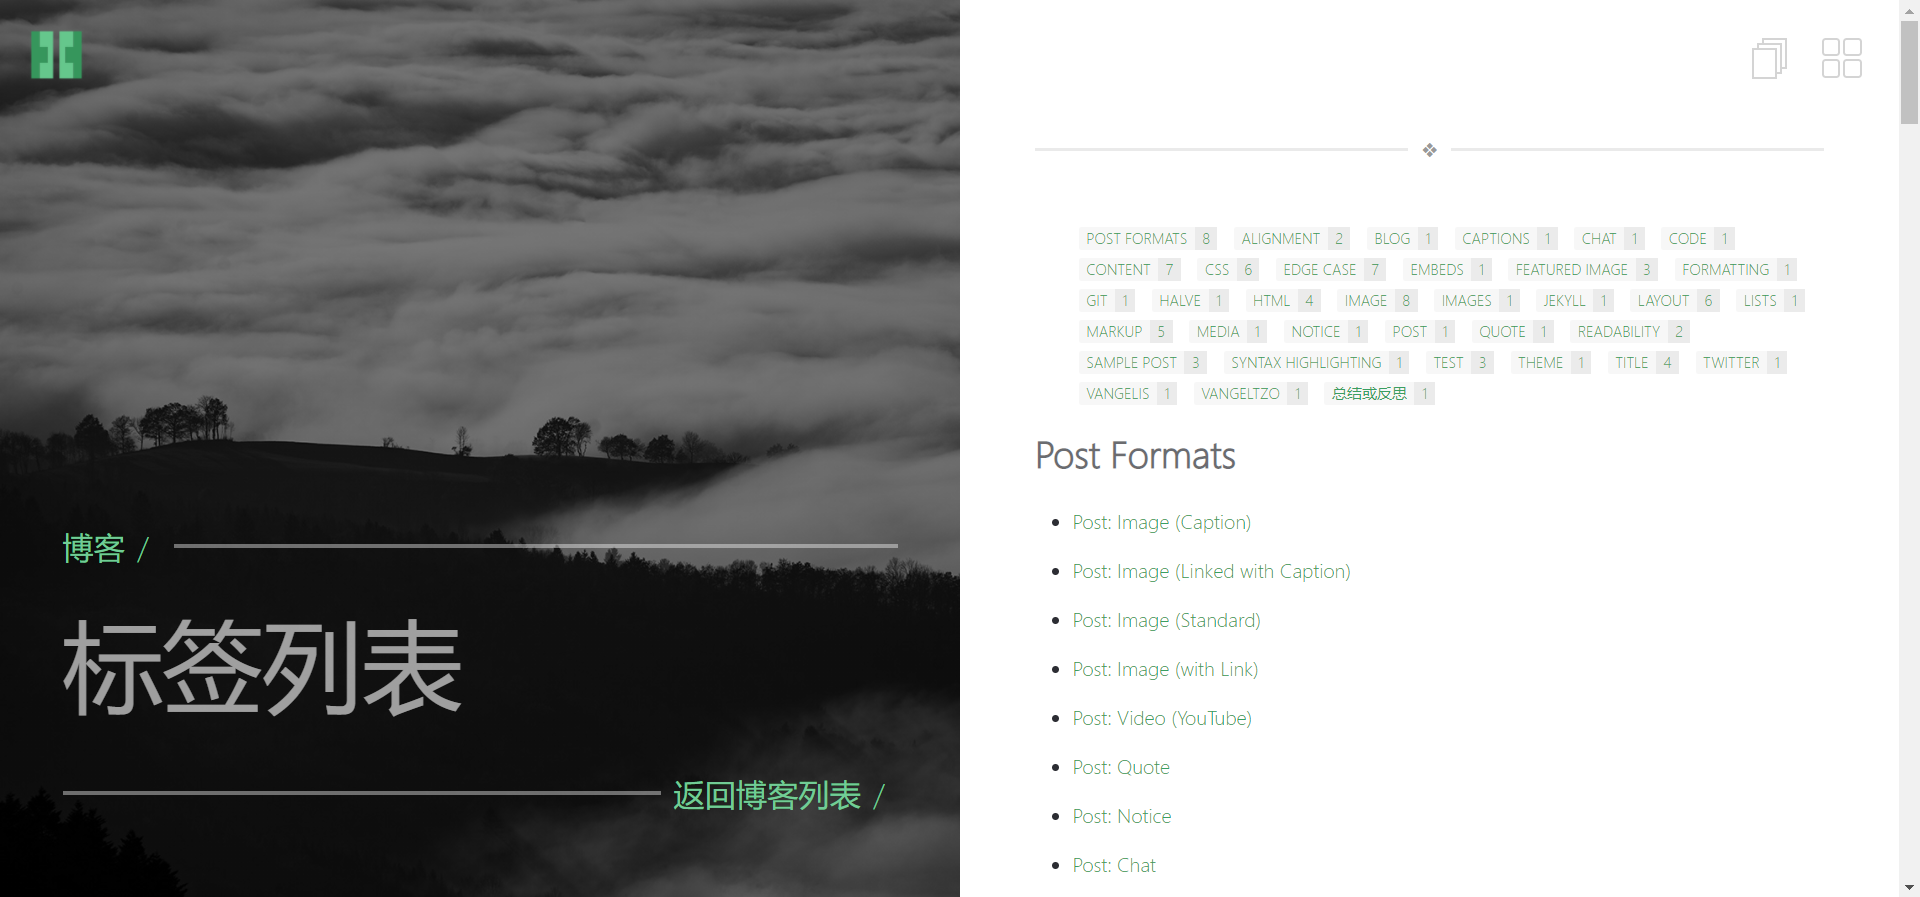 博客 /
标签列表
返回博客列表 /
POST FORMATS 8 ALIGNMENT 2 BLOG 1 CAPTIONS 1 CHAT 1 CODE 1
CONTENT 7 CSS 6 EDGE CASE 7 EMBEDS 1 FEATURED IMAGE 3 FORMATTING 1
GIT 1 HALVE 1 HTML 4 IMAGE 8 IMAGES 1 JEKYLL 1 LAYOUT 6 LISTS 1
MARKUP 5 MEDIA 1 NOTICE 1 POST 1 QUOTE 1 READABILITY 2
SAMPLE POST 3 SYNTAX HIGHLIGHTING 1 TEST 3 THEME 1 TITLE 4 TWITTER 1
VANGELIS 1 VANGELTZO 1 总结或反思 1
Post Formats
Post: Image (Caption)
Post: Image (Linked with Caption)
Post: Image (Standard)
Post: Image (with Link)
Post: Video (YouTube)
Post: Quote
Post: Notice
Post: Chat